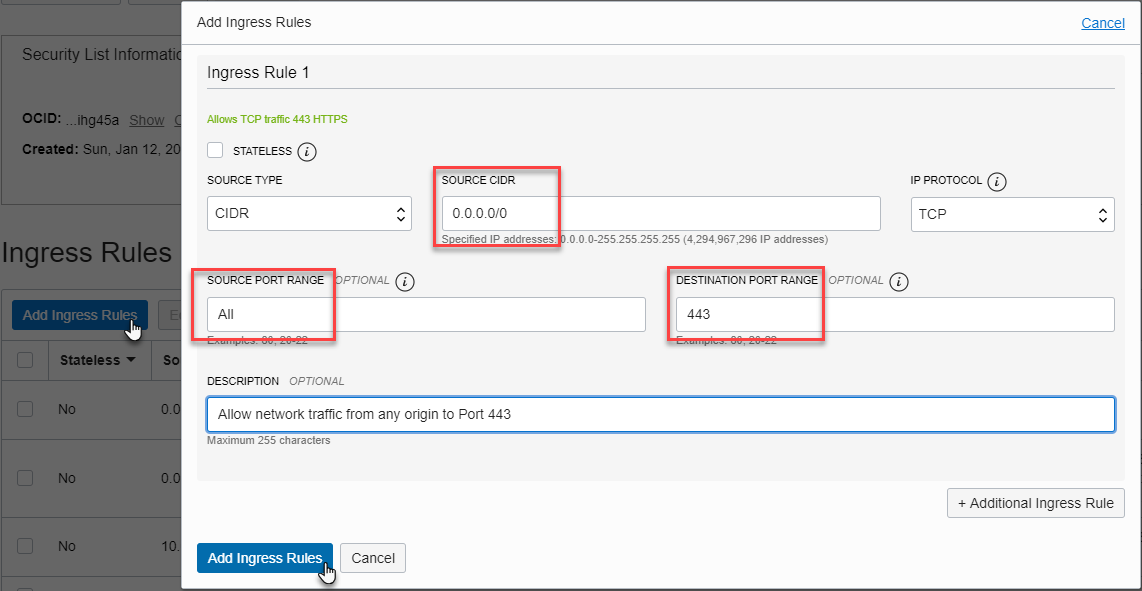 Add Ingress Rules
Cancel
Security List Informatio
Ingress Rule 1
OCID: ...ihg45a Show
Allows TCP traffic 443 HTTPS
Created: Sun, Jan 12, 20
STATELESS
SOURCE TYPE
SOURCE CIDR
IP PROTOCOL
CIDR
0.0.0.0/0
TCP
Specified IP addresses: 0.0.0.0-255.255.255.255 (4,294,967,296 IP addresses)
Ingress Rules
SOURCE PORT RANGE OPTIONAL
DESTINATION PORT RANGE OPTIONAL
Add Ingress Rules
All
443
Examples: 80, 20-22
Examples: 80, 20-22
Stateless
So
DESCRIPTION OPTIONAL
No
0.0
Allow network traffic from any origin to Port 443
Maximum 255 characters
No
0.0
+ Additional Ingress Rule
No
10.
Add Ingress Rules
Cancel